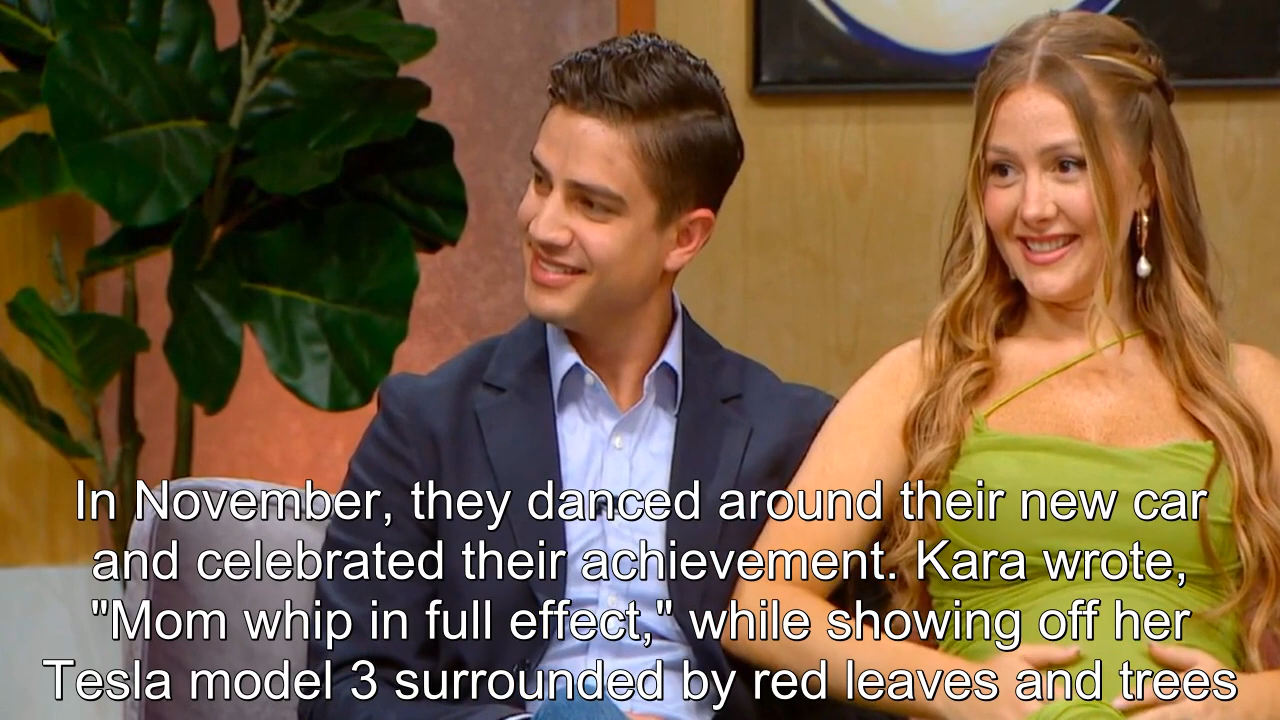 In November, they danced around their new car
and celebrated their achievement. Kara wrote,
"Mom whip in full effect," while showing off her
Tesla model 3 surrounded by red leaves and trees